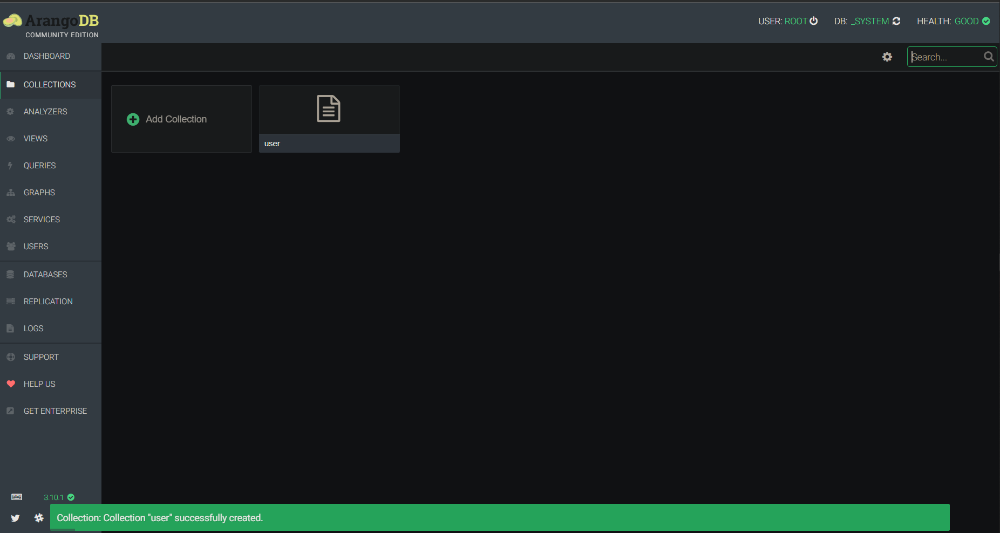 ArangoDB
COMMUNITY EDITION
USER: ROOT
DB: _SYSTEM
HEALTH: GOOD
DASHBOARD
COLLECTIONS
ANALYZERS
VIEWS
QUERIES
GRAPHS
SERVICES
USERS
DATABASES
REPLICATION
LOGS
SUPPORT
HELP US
GET ENTERPRISE
3.10.1
Search...
Add Collection
user
Collection: Collection "user" successfully created.